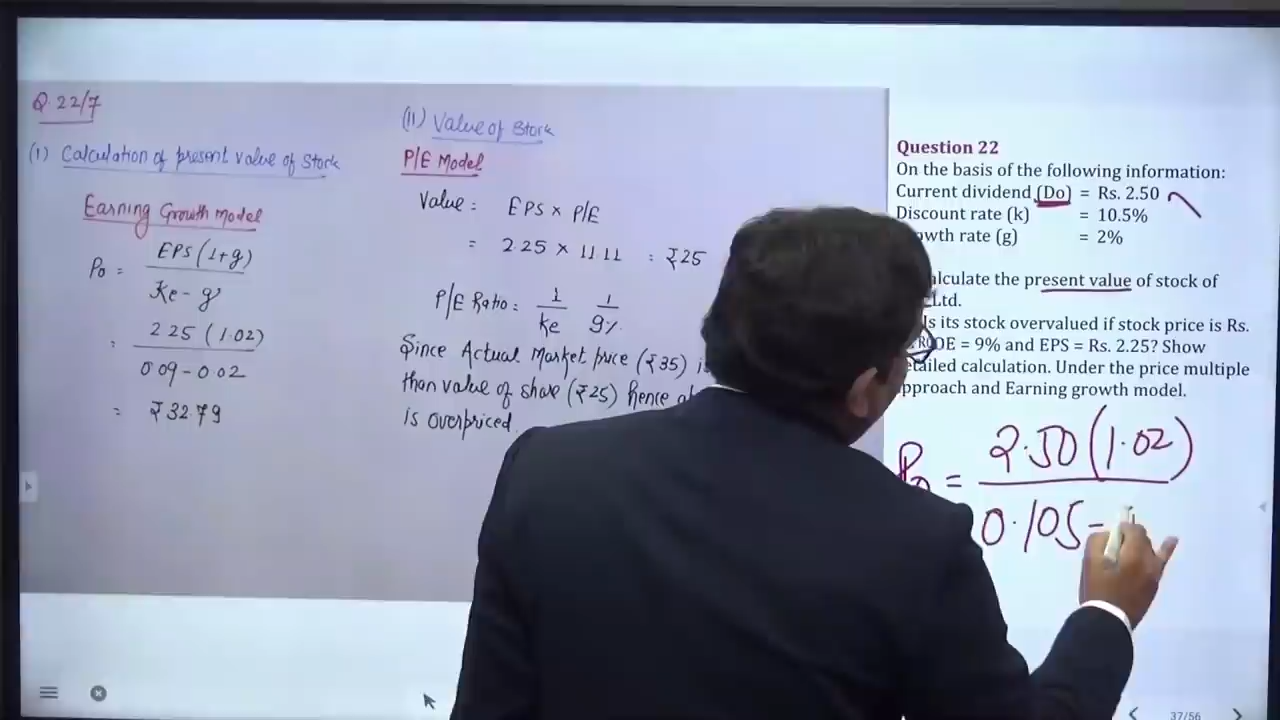 Q.22/7
(I) Calculation of present value of Stock
Earning Growth Model
Po = EPS (1+g)
Ke - g
= 2.25 (1.02)
0.09 - 0.02
= ₹32.79
(II) Value of Stock
P/E Model
Value = EPS × P/E
= 2.25 × 11.11 = ₹25
P/E Ratio = 1 1
Ke 9%
Since Actual Market price (₹35) is
than value of share (₹25) hence
is overpriced.
Question 22
On the basis of the following information:
Current dividend (Do) = Rs. 2.50
Discount rate (k) = 10.5%
rate (g) = 2%
the present value of stock of
Ltd.
Is its stock overvalued if stock price is Rs.
ROE = 9% and EPS = Rs. 2.25? Show
calculation. Under the price multiple
and Earning growth model.
P0 = 2.50 (1.02)
0.105 -
37/56